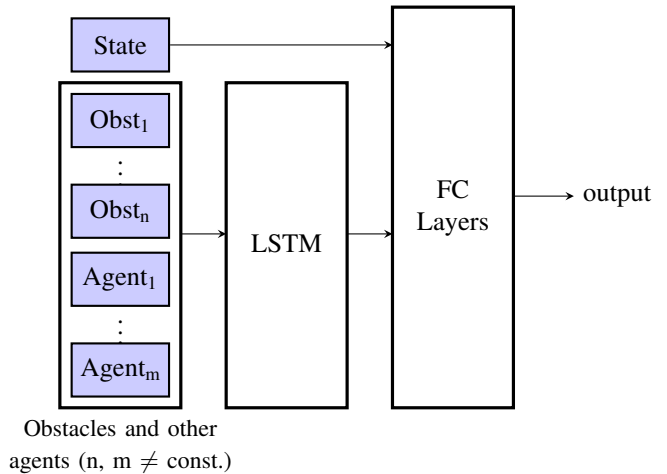 State
Obst₁
⋮
Obstₙ
Agent₁
⋮
Agentₘ
LSTM
FC
Layers
output
Obstacles and other
agents (n, m ≠ const.)